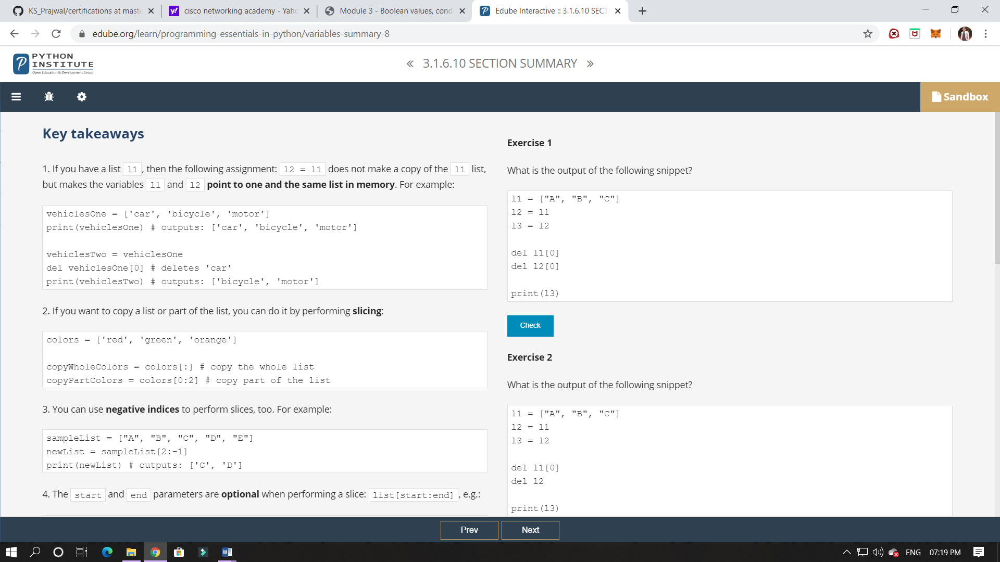 KS_Prajwal/certifications at maste
cisco networking academy - Yaho
Module 3 - Boolean values, cond
Edube Interactive :: 3.1.6.10 SECT
edube.org/learn/programming-essentials-in-python/variables-summary-8
PYTHON
INSTITUTE
Open Education & Development Group
« 3.1.6.10 SECTION SUMMARY »
Sandbox
Key takeaways
1. If you have a list l1 , then the following assignment: l2 = l1 does not make a copy of the l1 list,
but makes the variables l1 and l2 point to one and the same list in memory. For example:
vehiclesOne = ['car', 'bicycle', 'motor']
print(vehiclesOne) # outputs: ['car', 'bicycle', 'motor']
vehiclesTwo = vehiclesOne
del vehiclesOne[0] # deletes 'car'
print(vehiclesTwo) # outputs: ['bicycle', 'motor']
2. If you want to copy a list or part of the list, you can do it by performing slicing:
colors = ['red', 'green', 'orange']
copyWholeColors = colors[:] # copy the whole list
copyPartColors = colors[0:2] # copy part of the list
3. You can use negative indices to perform slices, too. For example:
sampleList = ["A", "B", "C", "D", "E"]
newList = sampleList[2:-1]
print(newList) # outputs: ['C', 'D']
4. The start and end parameters are optional when performing a slice: list[start:end] , e.g.:
Exercise 1
What is the output of the following snippet?
l1 = ["A", "B", "C"]
l2 = l1
l3 = l2
del l1[0]
del l2[0]
print(l3)
Check
Exercise 2
What is the output of the following snippet?
l1 = ["A", "B", "C"]
l2 = l1
l3 = l2
del l1[0]
del l2
print(l3)
Prev
Next
ENG
07:19 PM